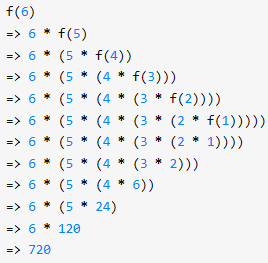 f(6)
=> 6 * f(5)
=> 6 * (5 * f(4))
=> 6 * (5 * (4 * f(3)))
=> 6 * (5 * (4 * (3 * f(2))))
=> 6 * (5 * (4 * (3 * (2 * f(1)))))
=> 6 * (5 * (4 * (3 * (2 * 1))))
=> 6 * (5 * (4 * (3 * 2)))
=> 6 * (5 * (4 * 6))
=> 6 * (5 * 24)
=> 6 * 120
=> 720